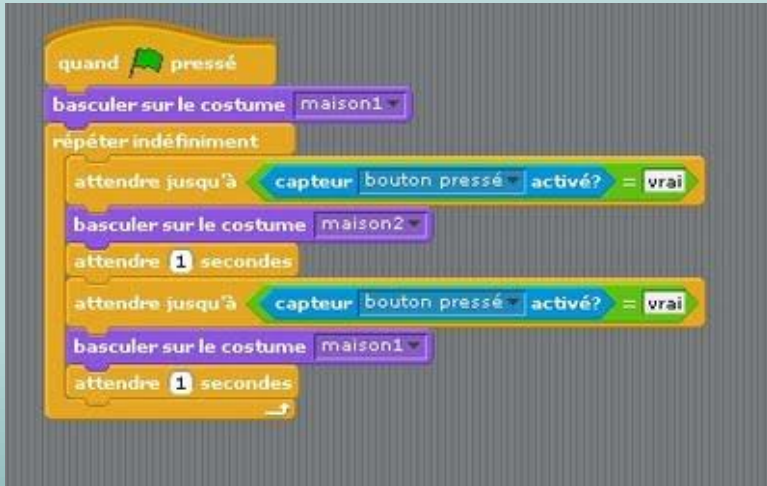 quand pressé
basculer sur le costume maison1
répéter indéfiniment
attendre jusqu'à capteur bouton pressé activé? = vrai
basculer sur le costume maison2
attendre 1 secondes
attendre jusqu'à capteur bouton pressé activé? = vrai
basculer sur le costume maison1
attendre 1 secondes